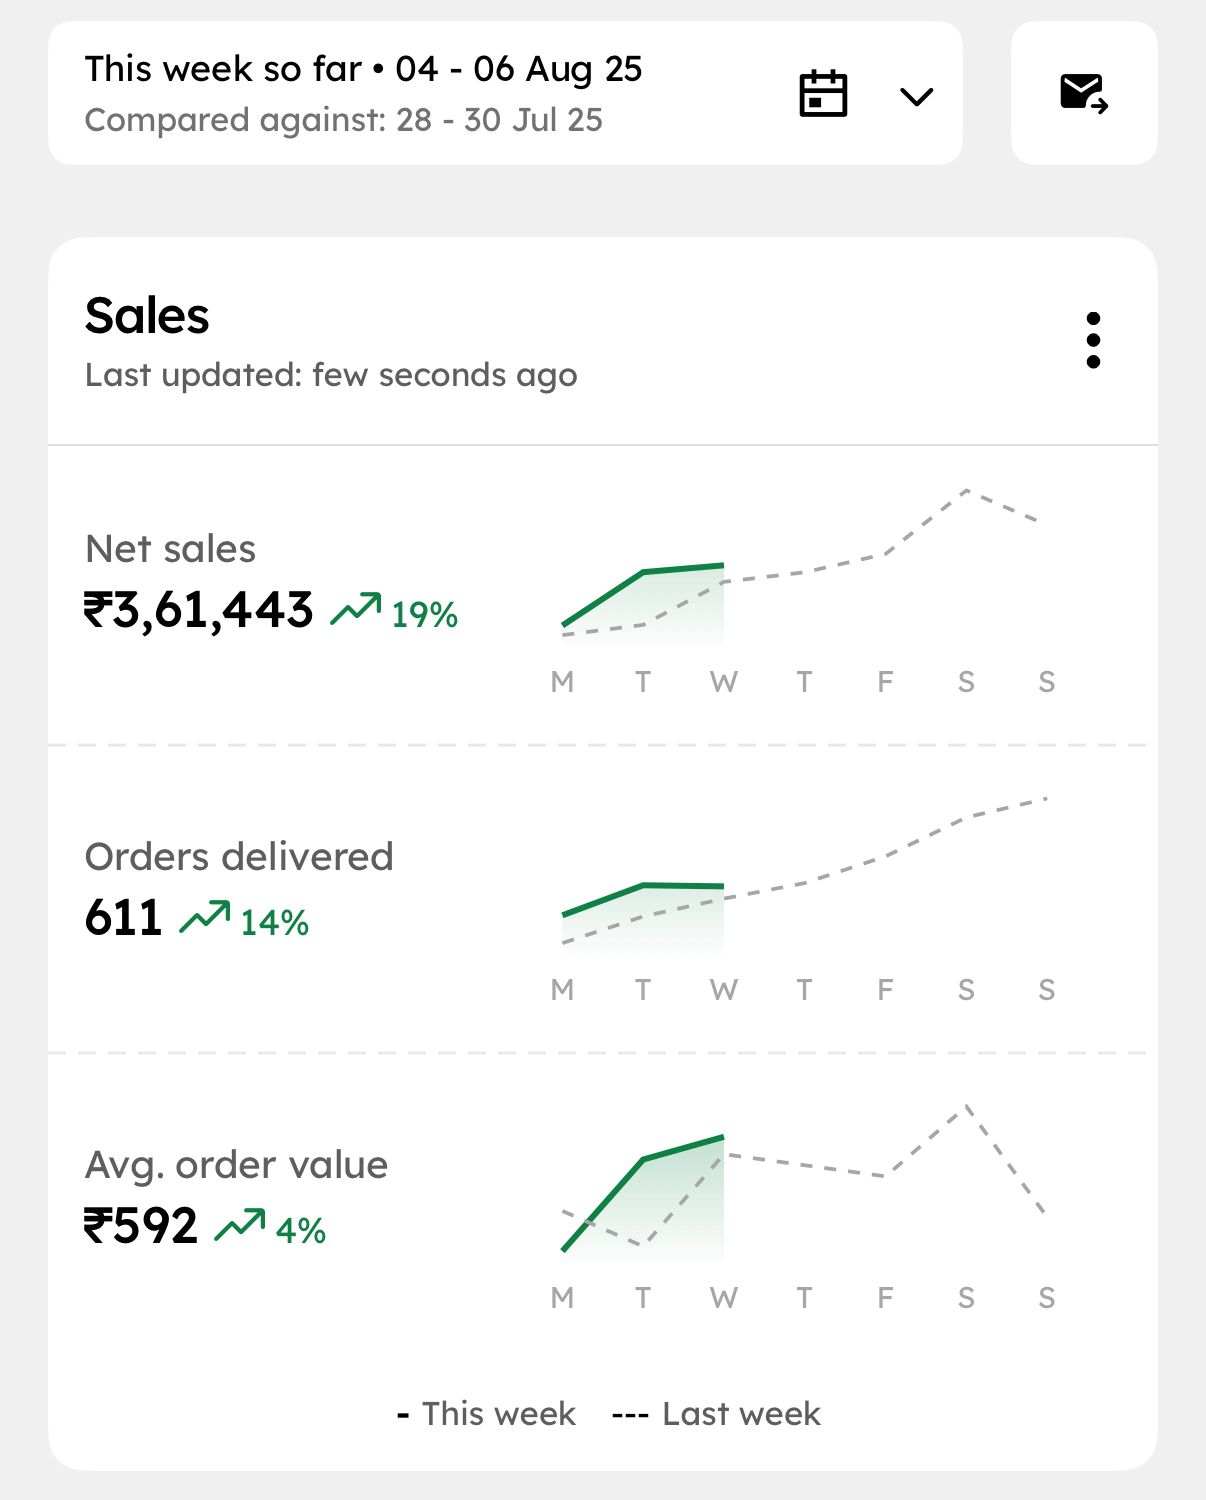 This week so far • 04 - 06 Aug 25
Compared against: 28 - 30 Jul 25
Sales
Last updated: few seconds ago
Net sales
₹3,61,443 19%
M T W T F S S
Orders delivered
611 14%
M T W T F S S
Avg. order value
₹592 4%
M T W T F S S
- This week --- Last week